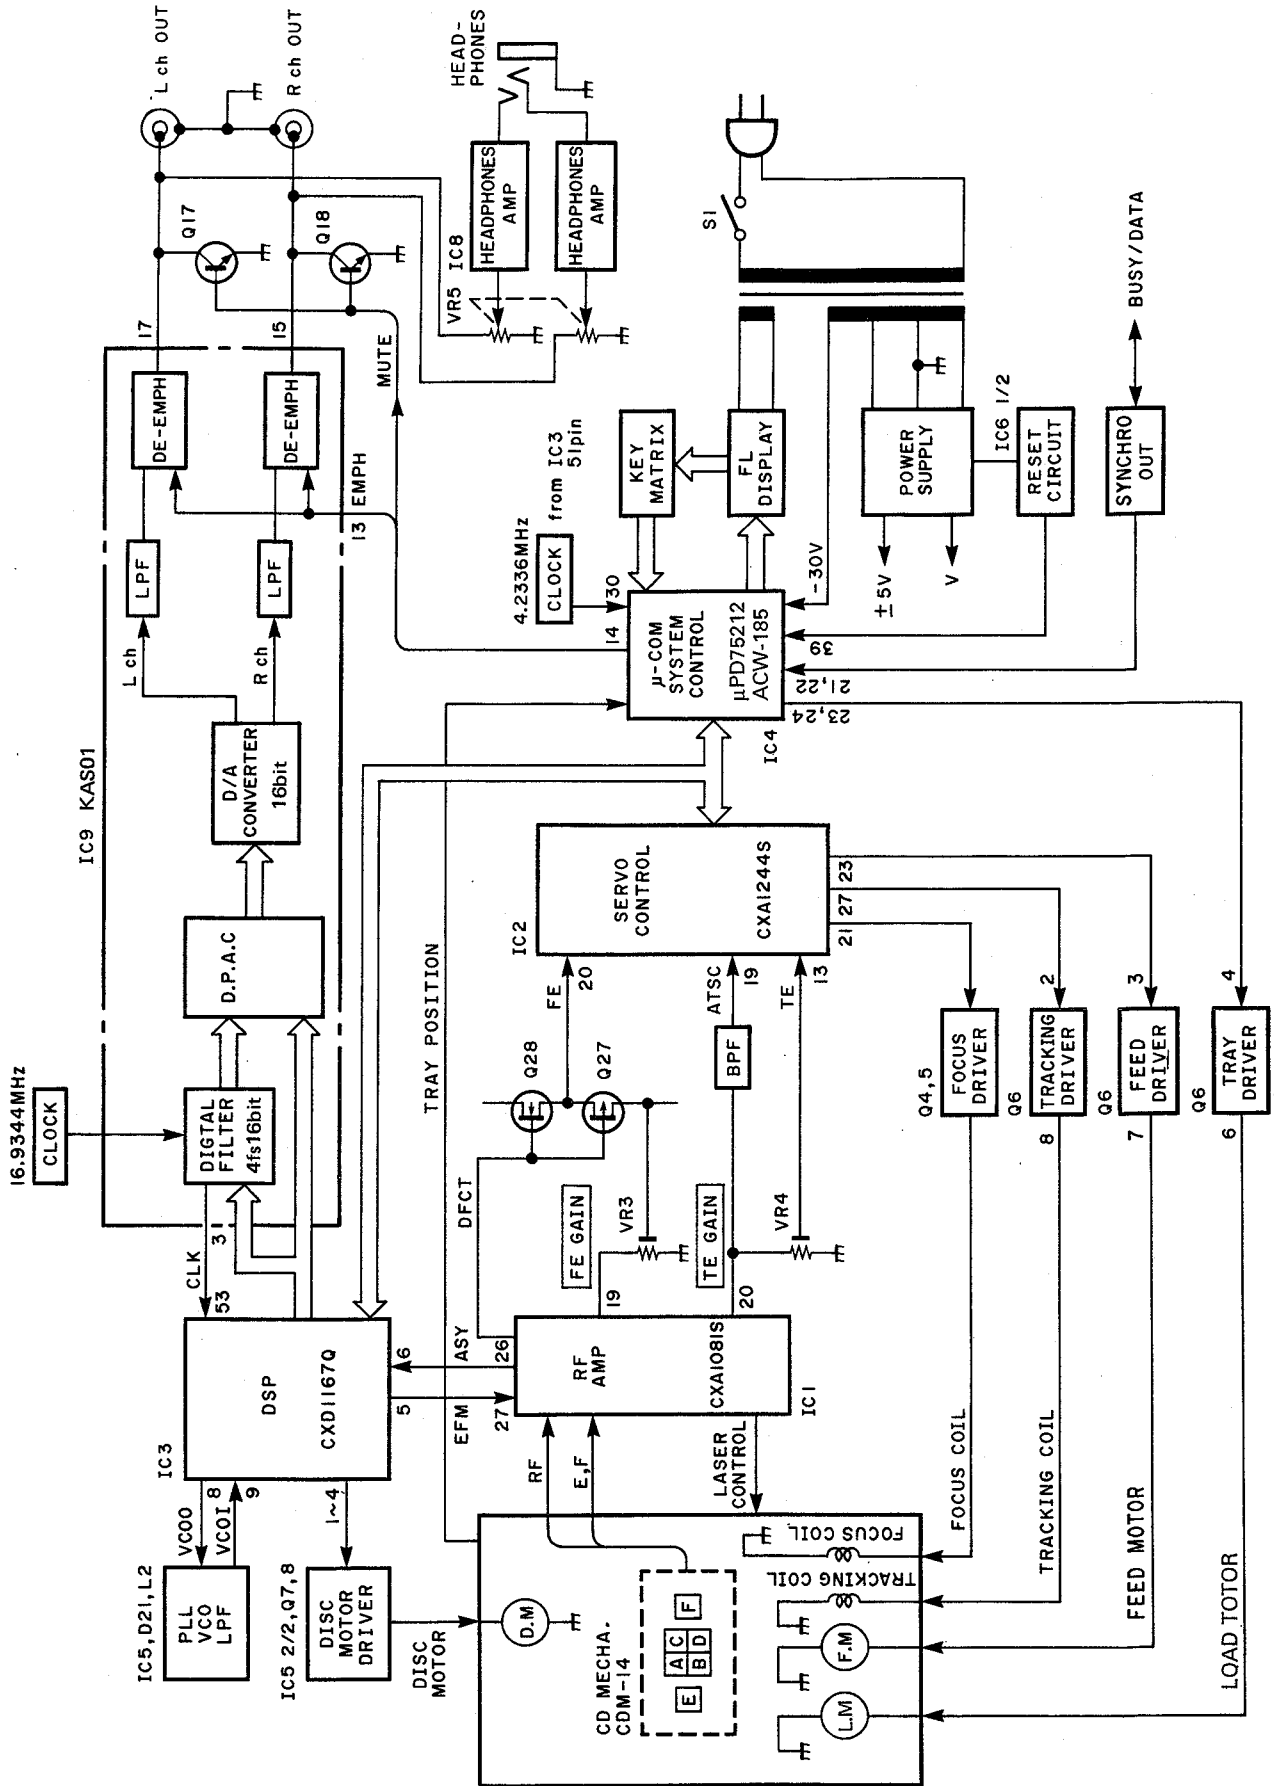 16.9344MHz
CLOCK
IC9 KAS01
DIGTAL
FILTER
4fs16bit
D.P.A.C
D/A
CONVERTER
16bit
L ch
R ch
LPF
LPF
DE-EMPH
DE-EMPH
17
15
13 EMPH
MUTE
Q17
Q18
L ch OUT
R ch OUT
HEAD-
PHONES
VR5
IC8
HEADPHONES
AMP
HEADPHONES
AMP
IC5,D21,L2
PLL
VCO
LPF
VCOO
8
VCOI
9
IC3
DSP
CXD1167Q
CLK
53
3
1~4
IC5 2/2,Q7,8
DISC
MOTOR
DRIVER
DISC
MOTOR
5
EFM
27
6
ASY
26
DFCT
TRAY POSITION
RF
E,F
RF
AMP
CXA1081S
IC1
LASER
CONTROL
19
FE GAIN
VR3
20
TE GAIN
VR4
Q28
Q27
FE
20
BPF
ATSC
19
TE
13
IC2
SERVO
CONTROL
CXA1244S
21
27
23
IC4
μ-COM
SYSTEM
CONTROL
μPD75212
ACW-185
14
30
4.2336MHz
CLOCK
from IC3
51pin
KEY
MATRIX
FL
DISPLAY
-30V
39
21,22
23,24
S1
POWER
SUPPLY
±5V
V
IC6 1/2
RESET
CIRCUIT
SYNCHRO
OUT
BUSY/DATA
CD MECHA.
CDM-14
D.M
E
A
C
B
D
F
FOCUS COIL
TRACKING COIL
F.M
L.M
FOCUS COIL
Q4,5
FOCUS
DRIVER
TRACKING COIL
Q6
8
TRACKING
DRIVER
2
FEED MOTOR
Q6
7
FEED
DRIVER
3
LOAD TOTOR
Q6
6
TRAY
DRIVER
4